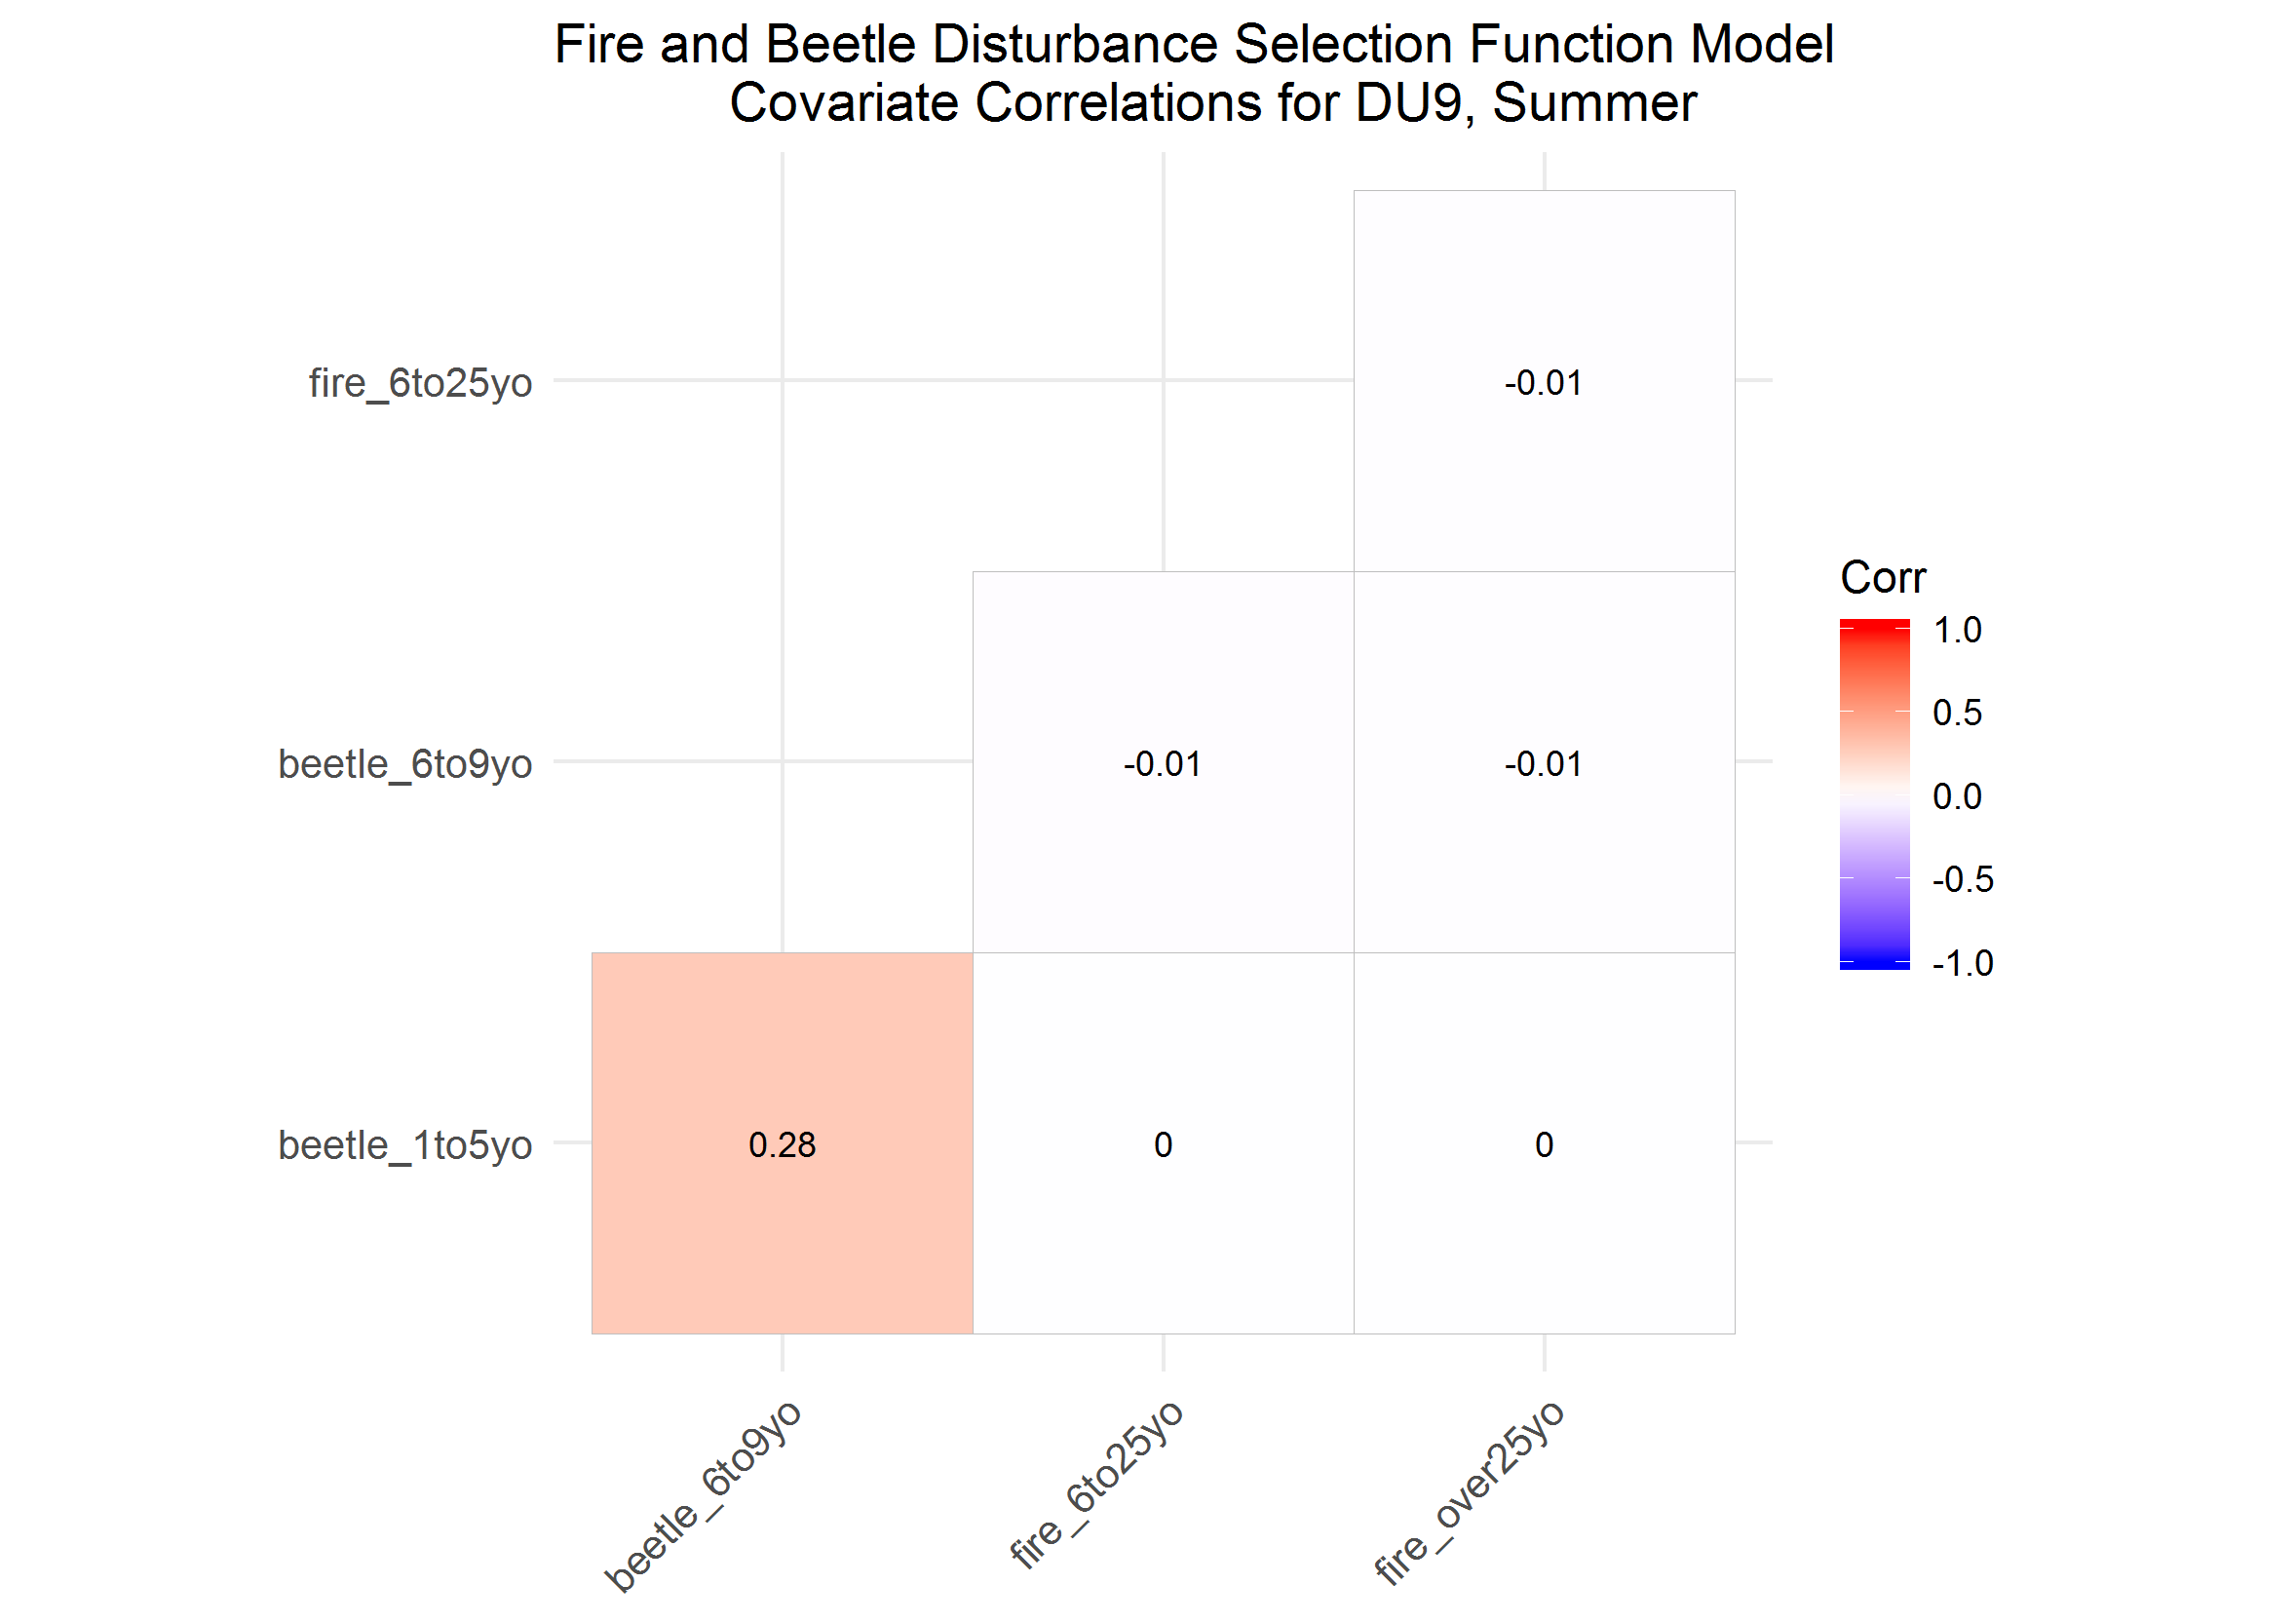 Fire and Beetle Disturbance Selection Function Model
Covariate Correlations for DU9, Summer
fire_6to25yo
-0.01
beetle_6to9yo
-0.01
-0.01
beetle_1to5yo
0.28
0
0
beetle_6to9yo
fire_6to25yo
fire_over25yo
Corr
1.0
0.5
0.0
-0.5
-1.0